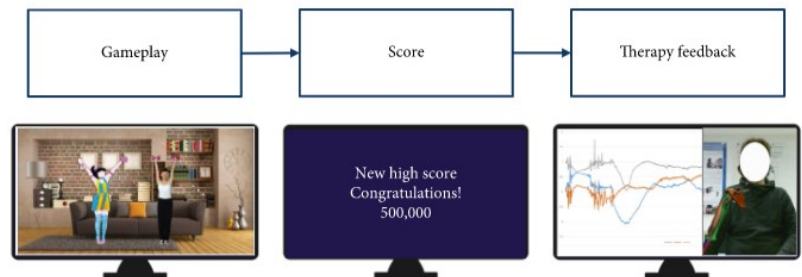 Gameplay
Score
Therapy feedback
New high score
Congratulations!
500,000